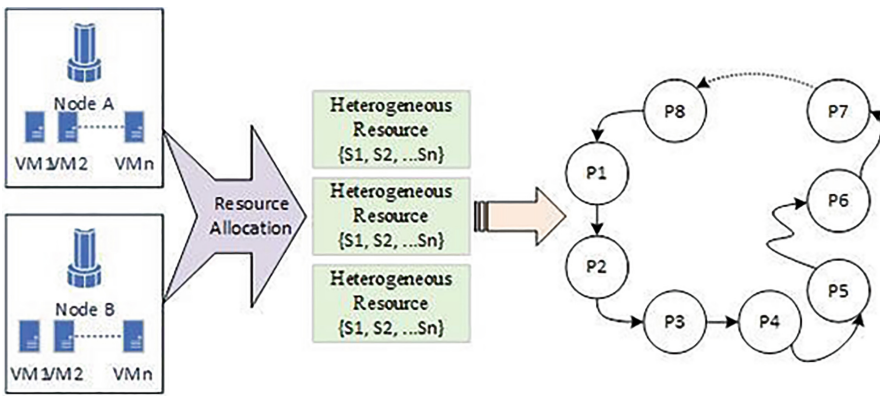 Node A
VM1 VM2 VMn
Node B
VM1 VM2 VMn
Resource
Allocation
Heterogeneous
Resource
{S1, S2, ...Sn}
Heterogeneous
Resource
{S1, S2, ...Sn}
Heterogeneous
Resource
{S1, S2, ...Sn}
P8
P7
P1
P6
P2
P5
P3
P4